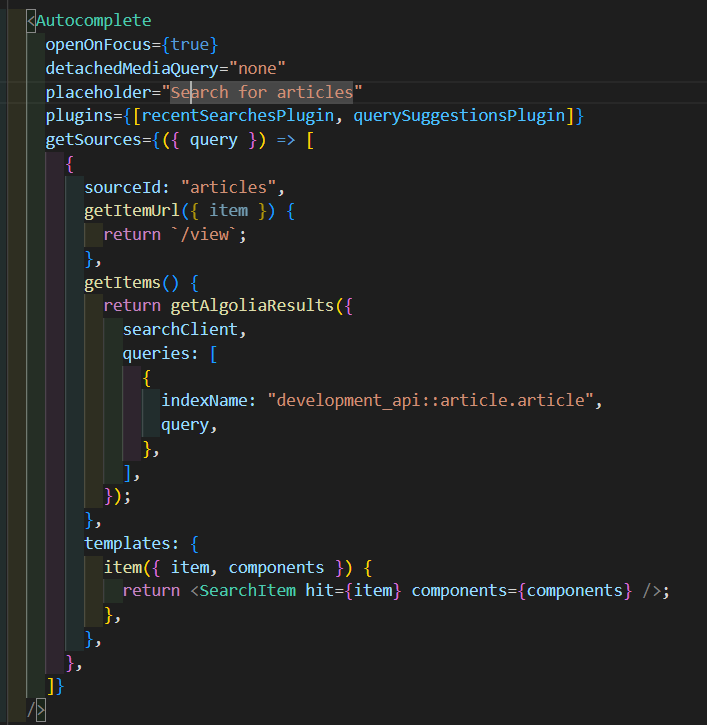 <Autocomplete
openOnFocus={true}
detachedMediaQuery="none"
placeholder="Search for articles"
plugins={[recentSearchesPlugin, querySuggestionsPlugin]}
getSources={({ query }) => [
{
sourceId: "articles",
getItemUrl({ item }) {
return `/view`;
},
getItems() {
return getAlgoliaResults({
searchClient,
queries: [
{
indexName: "development_api::article.article",
query,
},
],
});
},
templates: {
item({ item, components }) {
return <SearchItem hit={item} components={components} />;
},
},
},
]}
/>